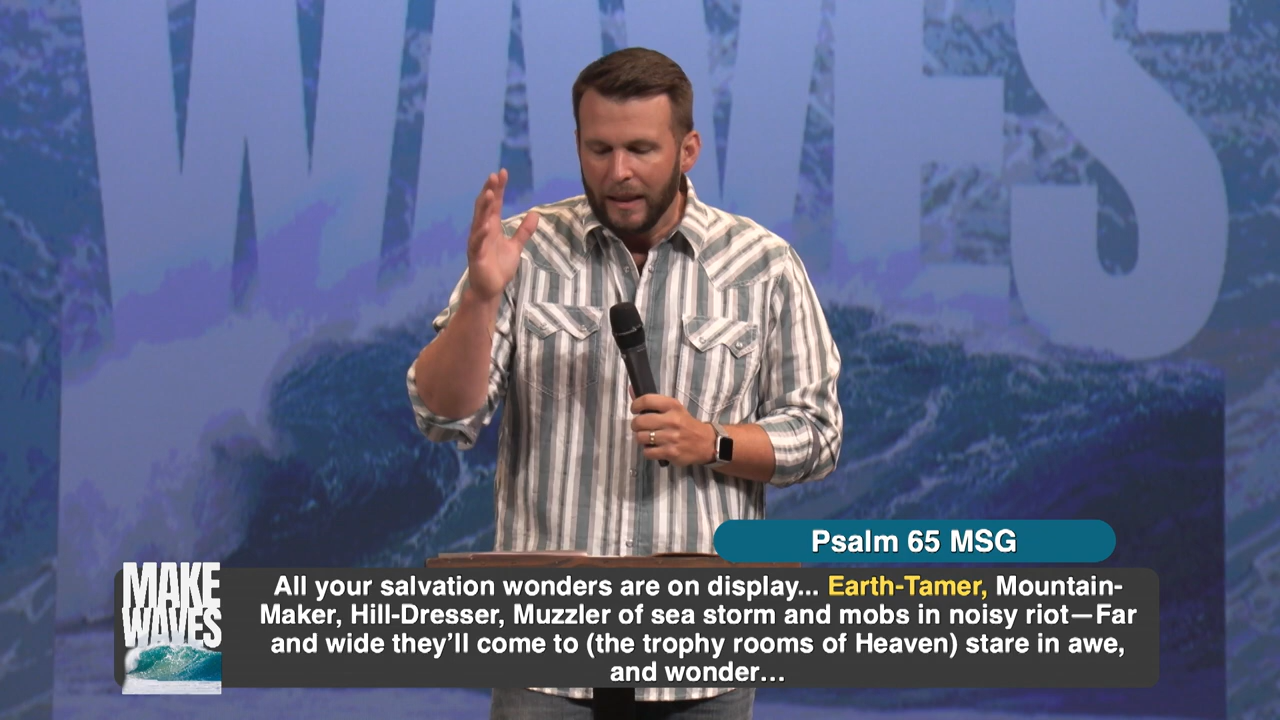 WAVES
Psalm 65 MSG
MAKE
WAVES
All your salvation wonders are on display... Earth-Tamer, Mountain-
Maker, Hill-Dresser, Muzzler of sea storm and mobs in noisy riot—Far
and wide they’ll come to (the trophy rooms of Heaven) stare in awe,
and wonder…